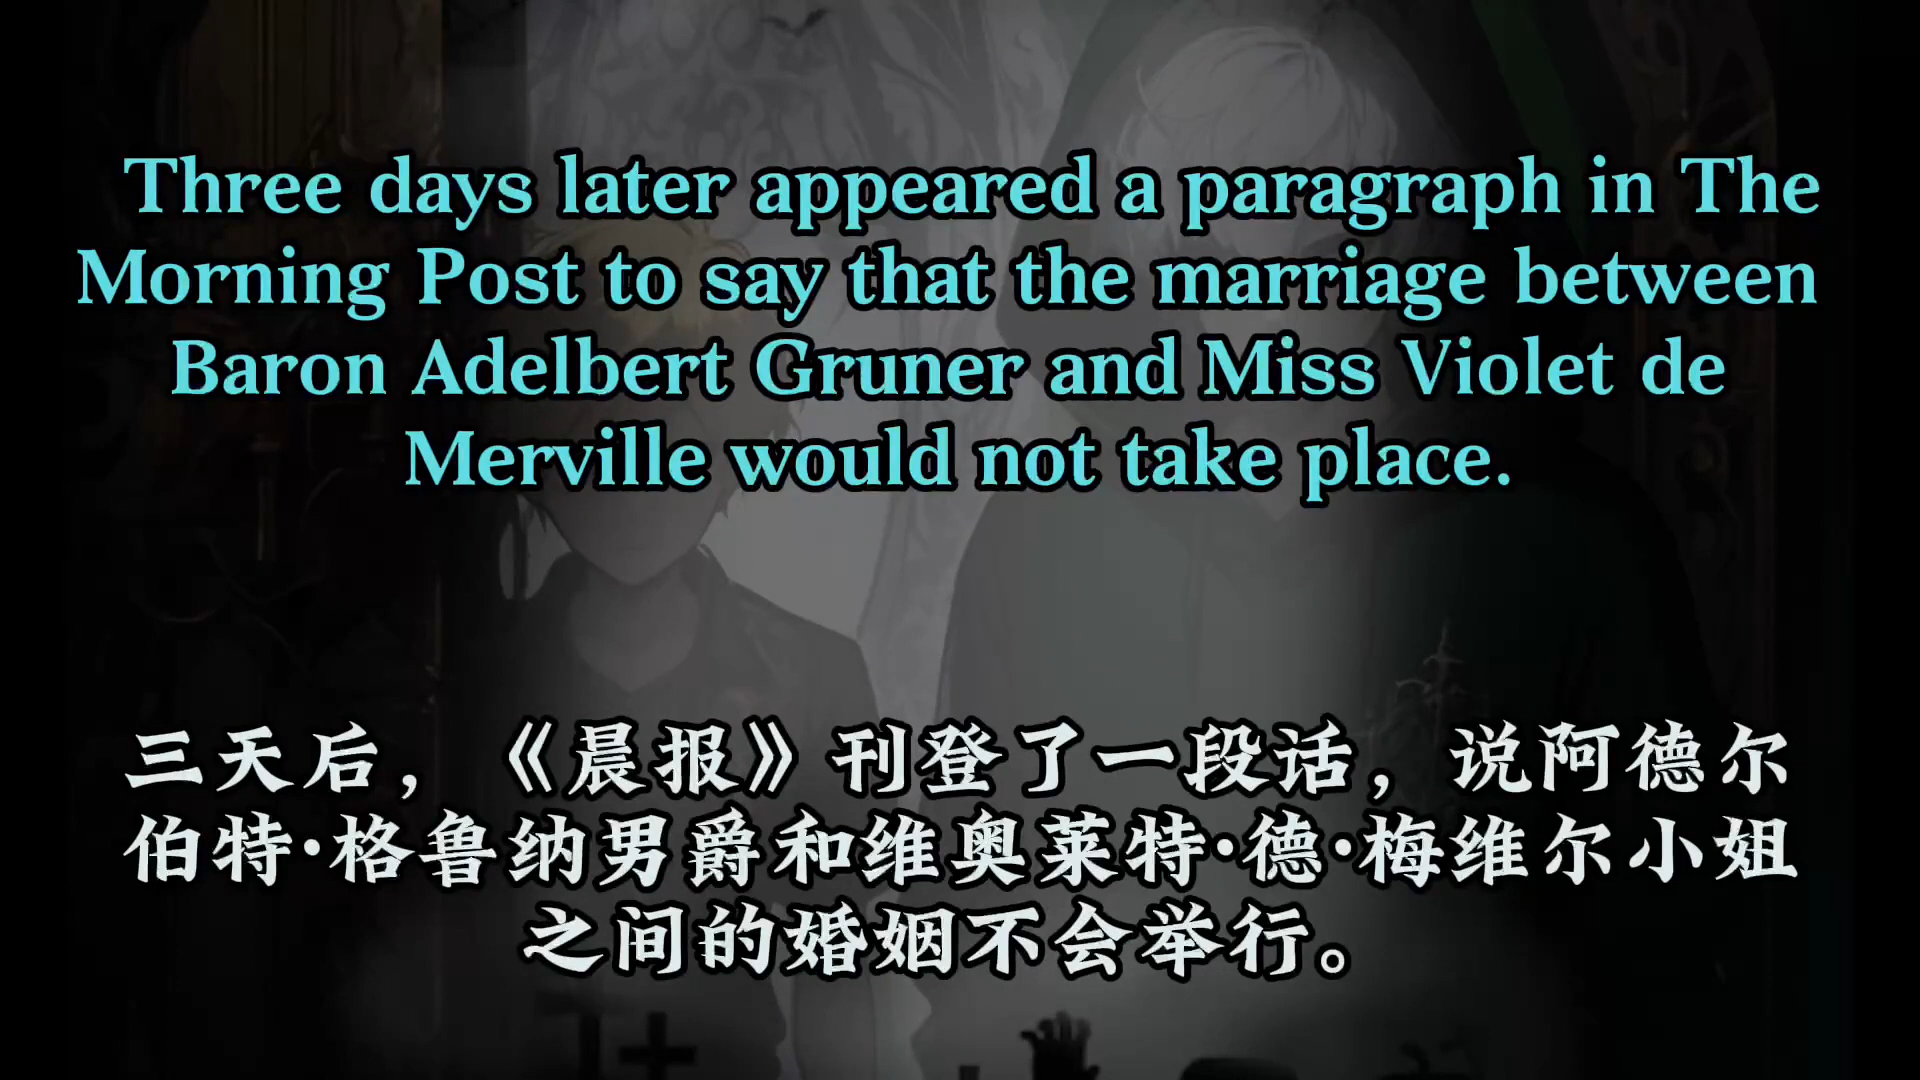 Three days later appeared a paragraph in The
Morning Post to say that the marriage between
Baron Adelbert Gruner and Miss Violet de
Merville would not take place.
三天后，《晨报》刊登了一段话，说阿德尔
伯特·格鲁纳男爵和维奥莱特·德·梅维尔小姐
之间的婚姻不会举行。